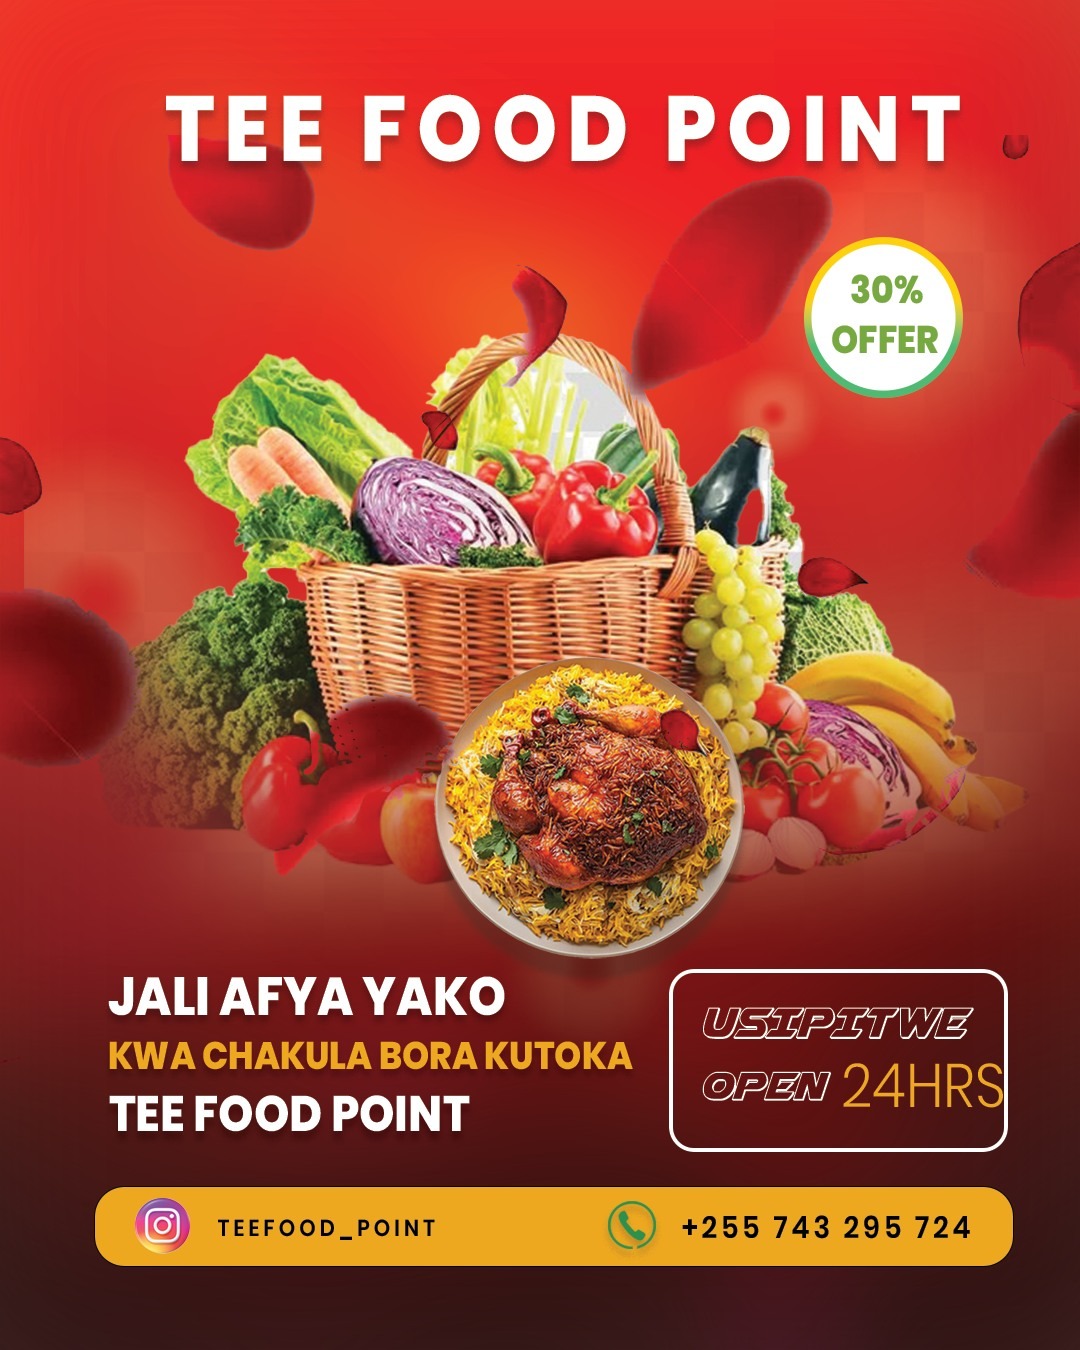 TEE FOOD POINT
30%
OFFER
JALI AFYA YAKO
KWA CHAKULA BORA KUTOKA
TEE FOOD POINT
USIPITWE
OPEN 24HRS
TEEFOOD_POINT
+255 743 295 724